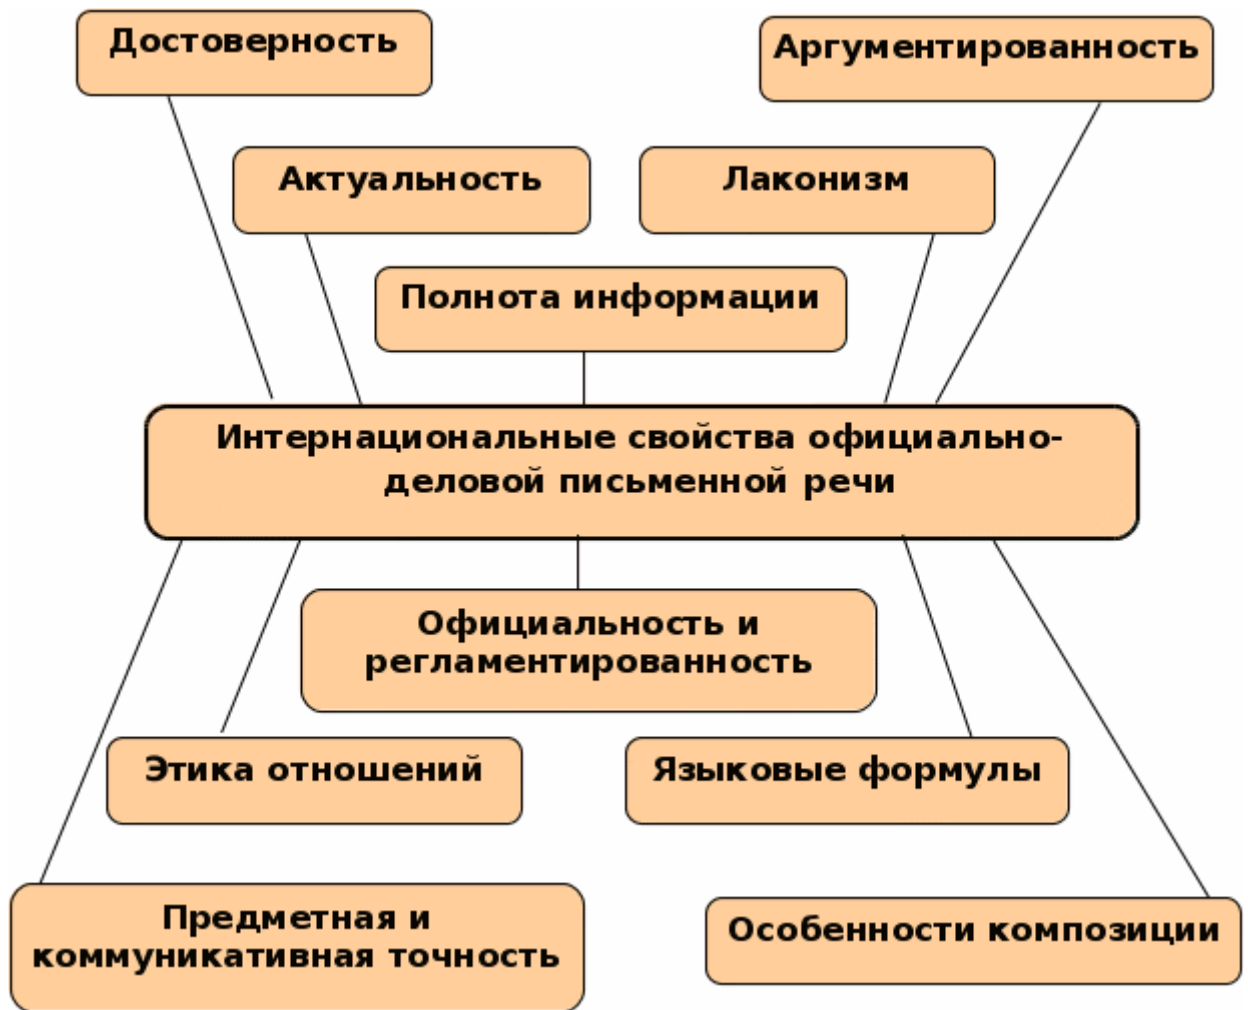 Достоверность
Аргументированность
Актуальность
Лаконизм
Полнота информации
Интернациональные свойства официально-
деловой письменной речи
Официальность и
регламентированность
Этика отношений
Языковые формулы
Предметная и
коммуникативная точность
Особенности композиции